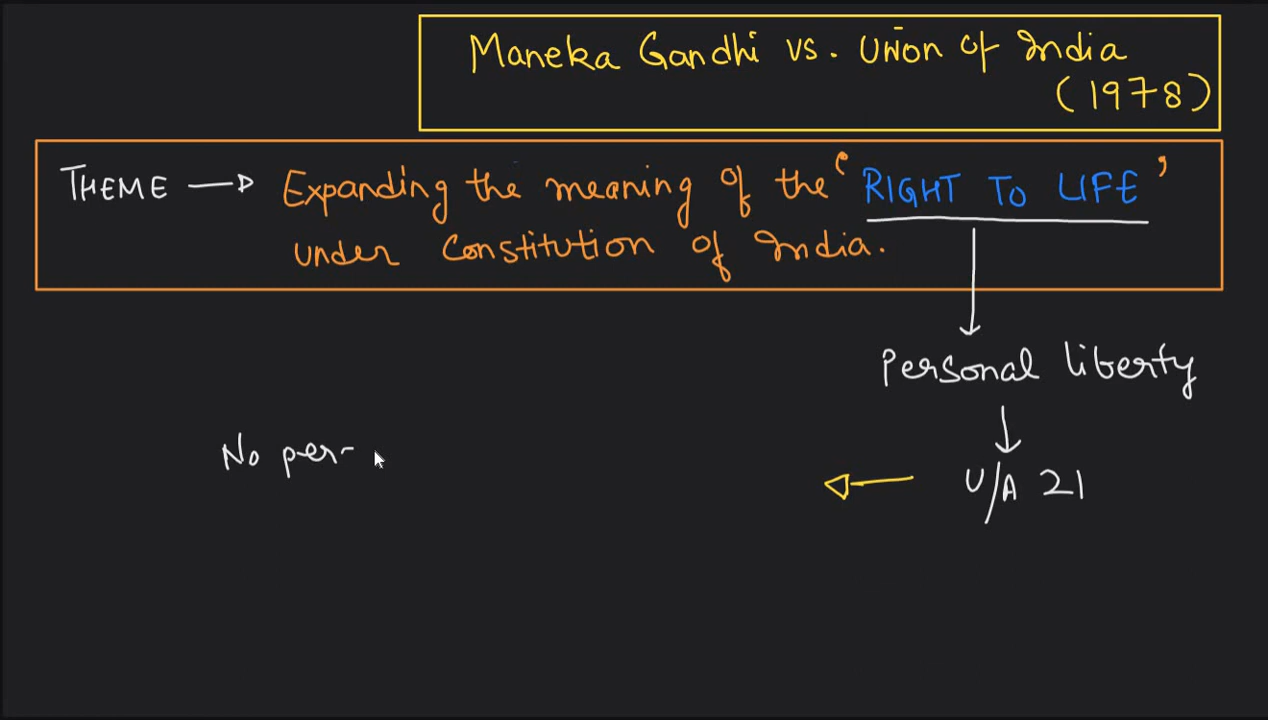 Maneka Gandhi vs. Union of India
(1978)
THEME → Expanding the meaning of the 'RIGHT TO LIFE'
under Constitution of India.
Personal liberty
U/A 21
No per-